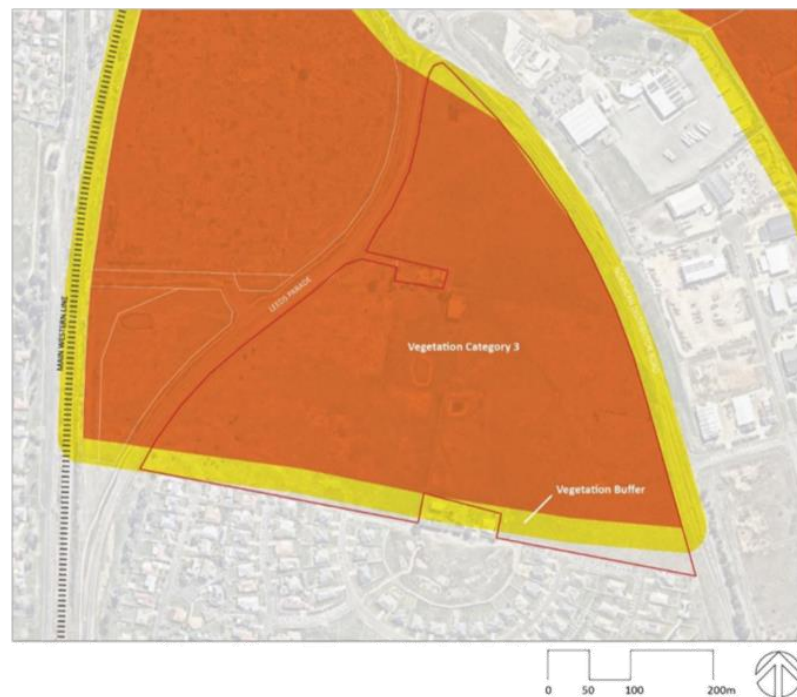 LEEDS PARADE
MAIN WESTERN LINE
Vegetation Category 3
Vegetation Buffer
0 50 100 200m